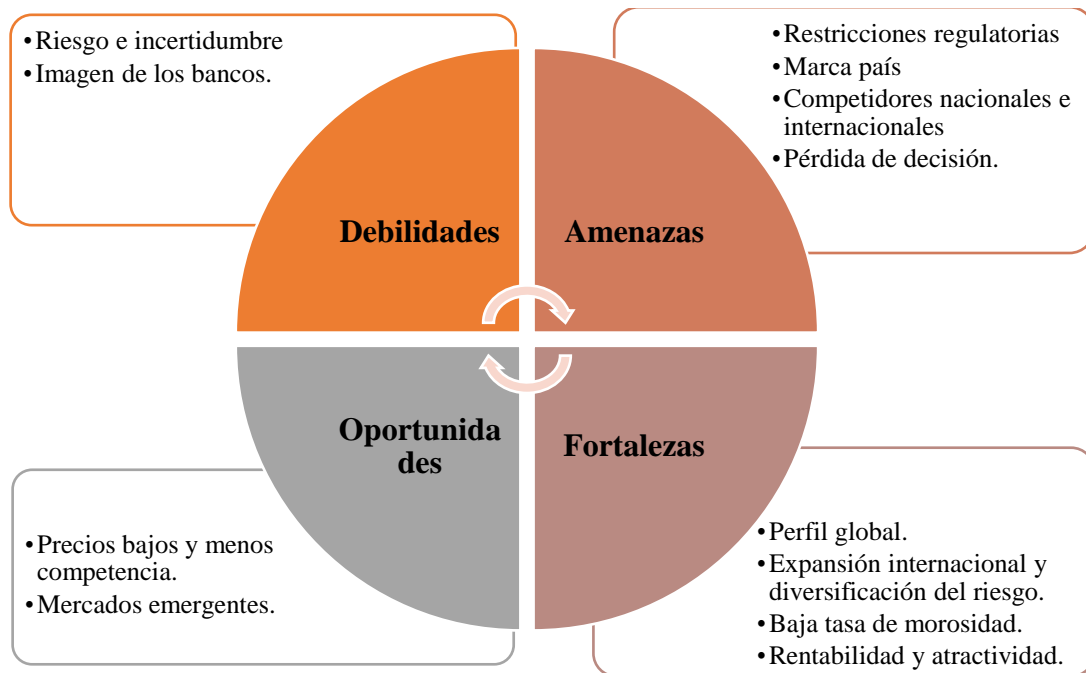 •Riesgo e incertidumbre
•Imagen de los bancos.
•Restricciones regulatorias
•Marca país
•Competidores nacionales e
internacionales
•Pérdida de decisión.
Debilidades
Amenazas
Oportunida
des
Fortalezas
•Precios bajos y menos
competencia.
•Mercados emergentes.
•Perfil global.
•Expansión internacional y
diversificación del riesgo.
•Baja tasa de morosidad.
•Rentabilidad y atractividad.